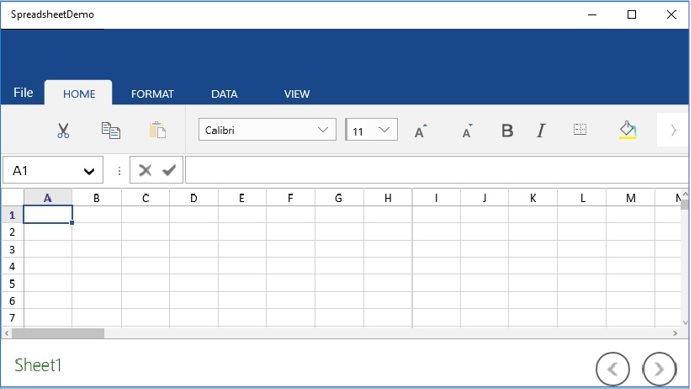 SpreadsheetDemo
File HOME FORMAT DATA VIEW
Calibri 11 A A B I
A1
A B C D E F G H I J K L M N
1
2
3
4
5
6
7
Sheet1